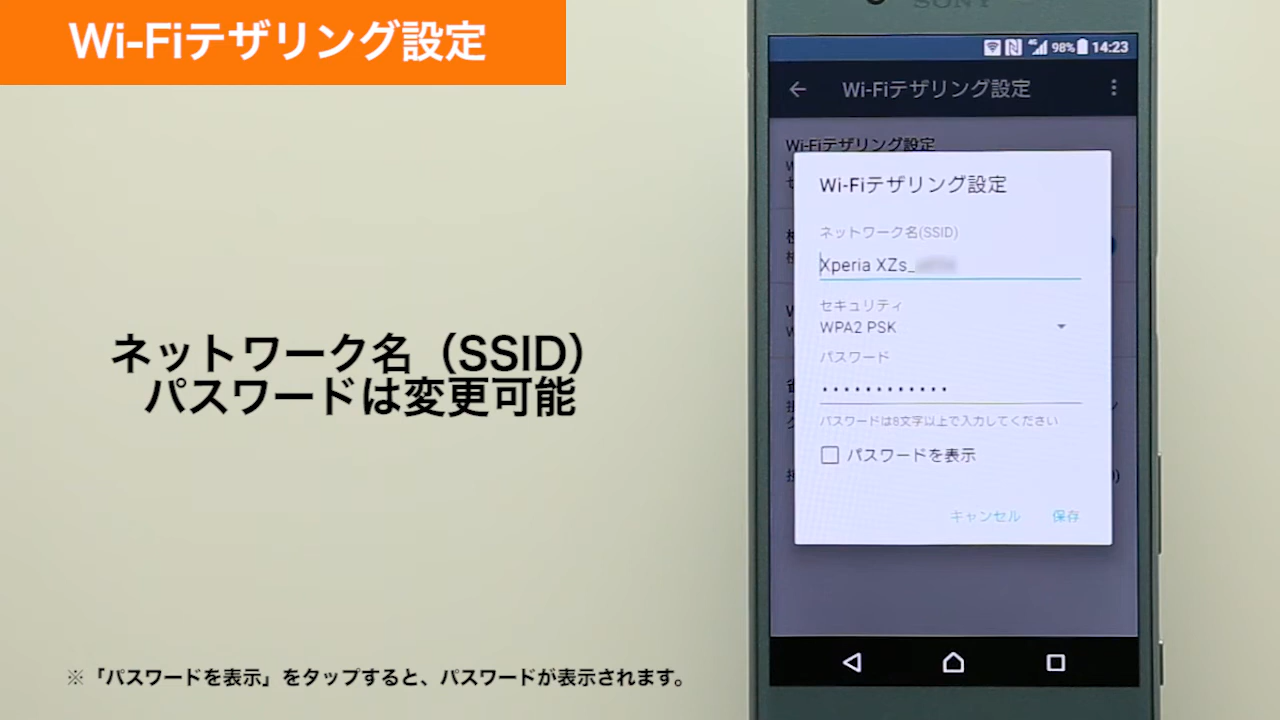 Wi-Fiテザリング設定
ネットワーク名（SSID）
パスワードは変更可能
※「パスワードを表示」をタップすると、パスワードが表示されます。
SONY
4G 98% 14:23
Wi-Fiテザリング設定
Wi-Fiテザリング設定
Wi-Fiテザリング設定
ネットワーク名(SSID)
Xperia XZs_
セキュリティ
WPA2 PSK
パスワード
••••••••••••
パスワードは8文字以上で入力してください
パスワードを表示
キャンセル 保存